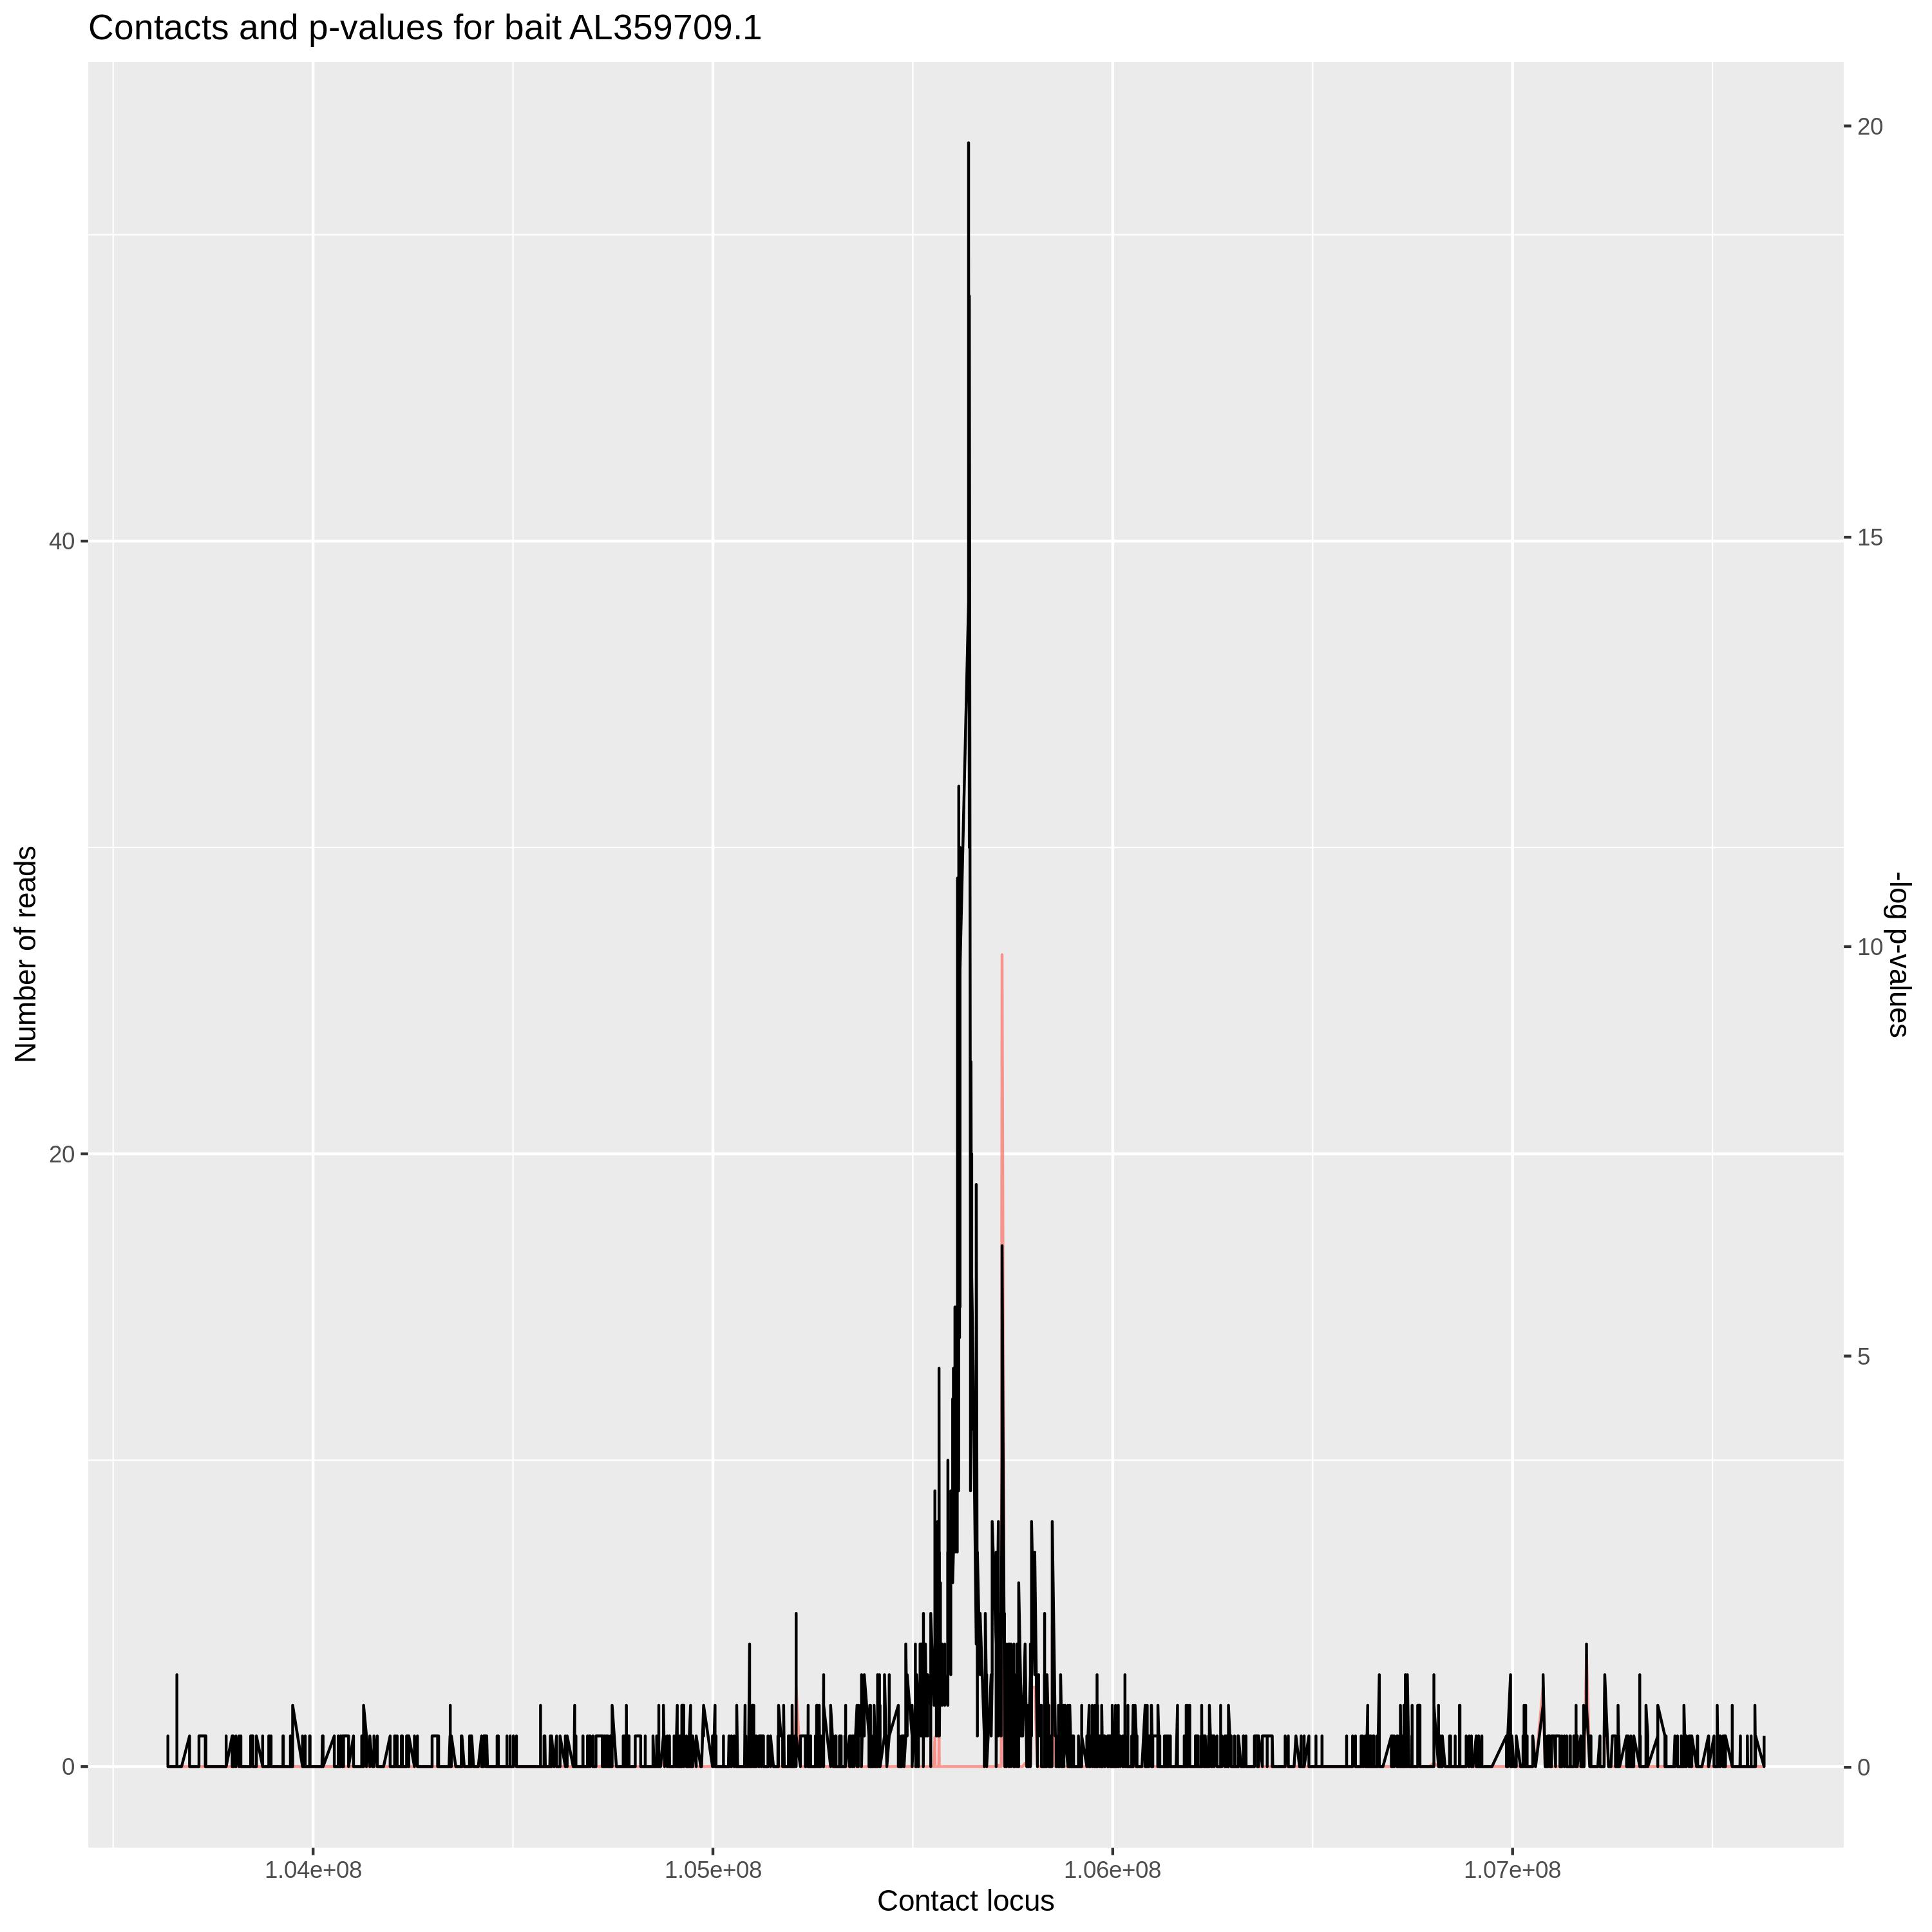 Contacts and p-values for bait AL359709.1
20
40
15
Number of reads
-log p-values
10
20
5
0
0
1.04e+08
1.05e+08
1.06e+08
1.07e+08
Contact locus